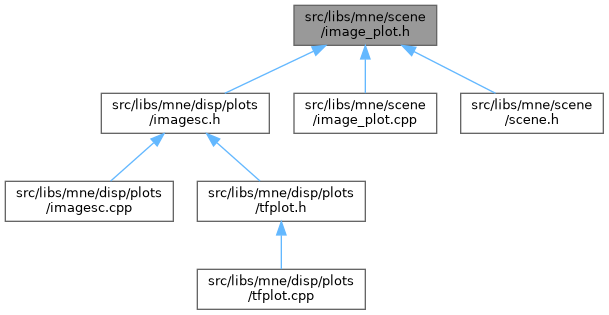 src/libs/mne/scene
/image_plot.h
src/libs/mne/disp/plots
/imagesc.h
src/libs/mne/scene
/image_plot.cpp
src/libs/mne/scene
/scene.h
src/libs/mne/disp/plots
/imagesc.cpp
src/libs/mne/disp/plots
/tfplot.h
src/libs/mne/disp/plots
/tfplot.cpp